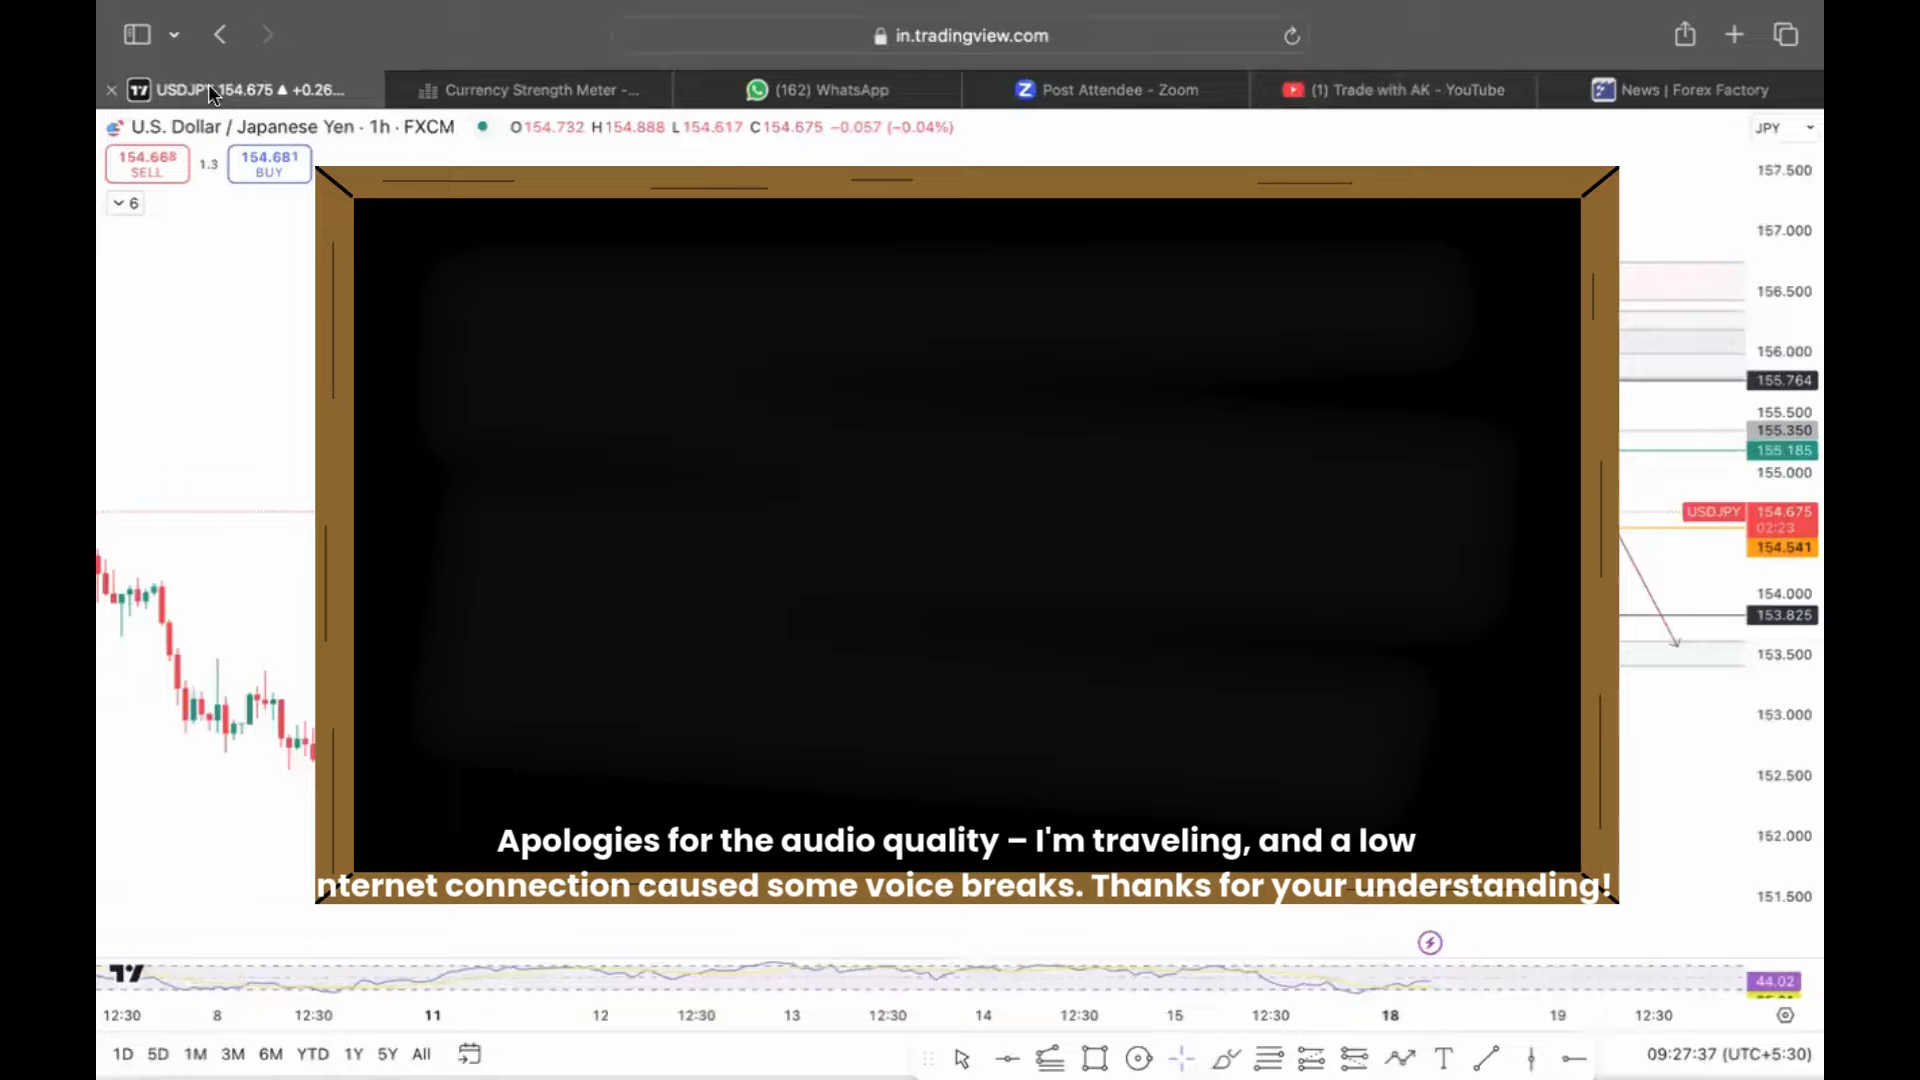 in.tradingview.com
USDJPY 154.675 ▲ +0.26...
Currency Strength Meter -...
(162) WhatsApp
Post Attendee - Zoom
(1) Trade with AK - YouTube
News | Forex Factory
U.S. Dollar / Japanese Yen · 1h · FXCM
O154.732 H154.888 L154.617 C154.675 −0.057 (−0.04%)
JPY
154.668
SELL
1.3
154.681
BUY
6
157.500
157.000
156.500
156.000
155.764
155.500
155.350
155.185
155.000
USDJPY 154.675
02:23
154.541
154.000
153.825
153.500
153.000
152.500
152.000
151.500
Apologies for the audio quality – I'm traveling, and a low
nternet connection caused some voice breaks. Thanks for your understanding!
44.02
12:30 8 12:30 11 12 12:30 13 12:30 14 12:30 15 12:30 18 19 12:30
1D 5D 1M 3M 6M YTD 1Y 5Y All
09:27:37 (UTC+5:30)